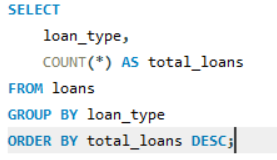 SELECT
    loan_type,
    COUNT(*) AS total_loans
FROM loans
GROUP BY loan_type
ORDER BY total_loans DESC;